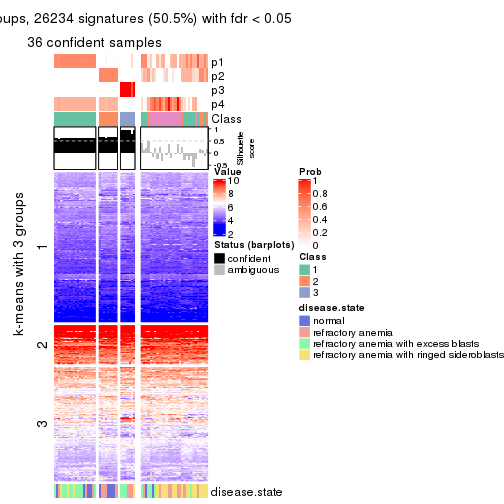 oups, 26234 signatures (50.5%) with fdr < 0.05
36 confident samples
p1
p2
p3
p4
Class
1
0.5
0
-0.5
Silhouette
score
k-means with 3 groups
1
2
3
disease.state
Value
10
8
6
4
2
Status (barplots)
confident
ambiguous
Prob
1
0.8
0.6
0.4
0.2
0
Class
1
2
3
disease.state
normal
refractory anemia
refractory anemia with excess blasts
refractory anemia with ringed sideroblasts